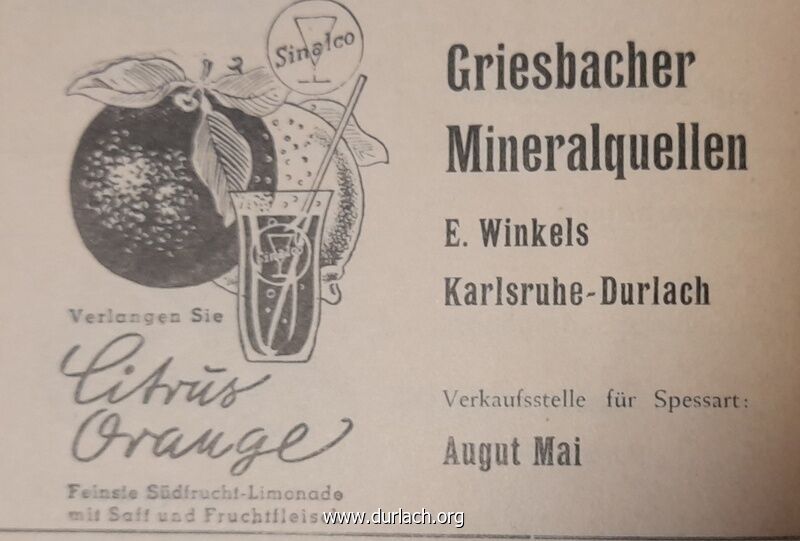 Sinalco
Sinalco
Verlangen Sie
Citrus
Orange
Feinste Südfrucht-Limonade
mit Saft und Fruchtfleisch
Griesbacher
Mineralquellen
E. Winkels
Karlsruhe-Durlach
Verkaufsstelle für Spessart:
Augut Mai
www.durlach.org